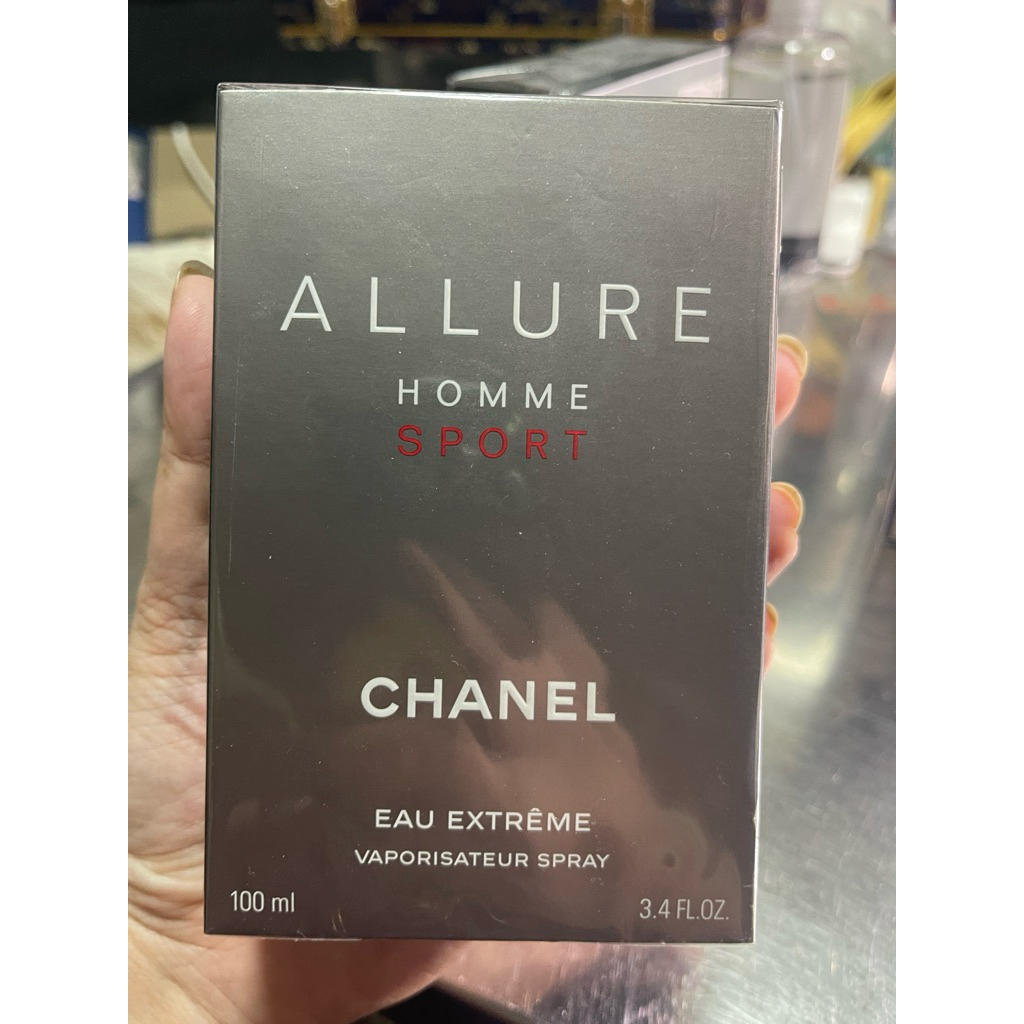 ALLURE
HOMME
SPORT
CHANEL
EAU EXTRÊME
VAPORISATEUR SPRAY
100 ml
3.4 FL.OZ.